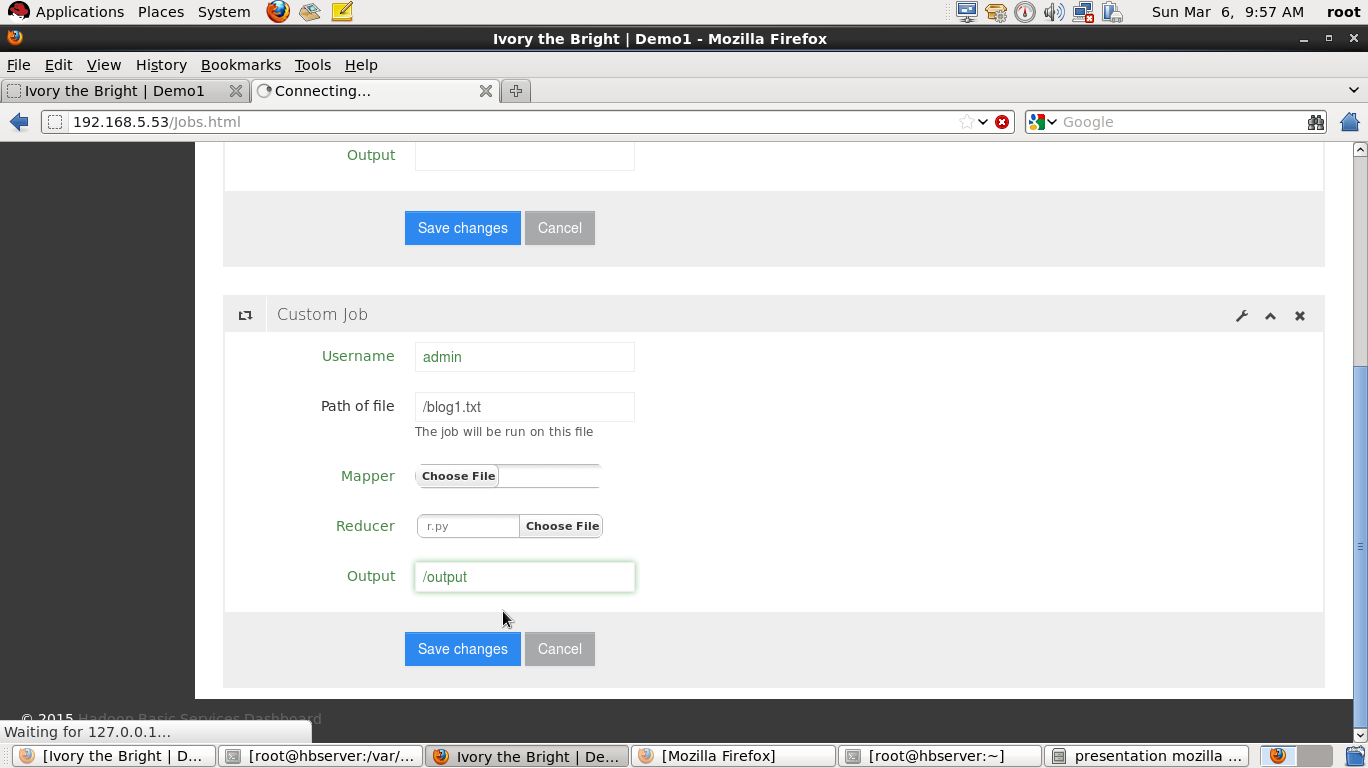 Applications Places System Sun Mar 6, 9:57 AM root
Ivory the Bright | Demo1 - Mozilla Firefox
File Edit View History Bookmarks Tools Help
Ivory the Bright | Demo1 Connecting...
192.168.5.53/Jobs.html Google
Output
Save changes Cancel
Custom Job
Username admin
Path of file /blog1.txt
The job will be run on this file
Mapper Choose File
Reducer r.py Choose File
Output /output
Save changes Cancel
© 2015 Hadoop Basic Services Dashboard
Waiting for 127.0.0.1...
[Ivory the Bright | D... [root@hbserver:/var/... Ivory the Bright | De... [Mozilla Firefox] [root@hbserver:~] presentation mozilla ...